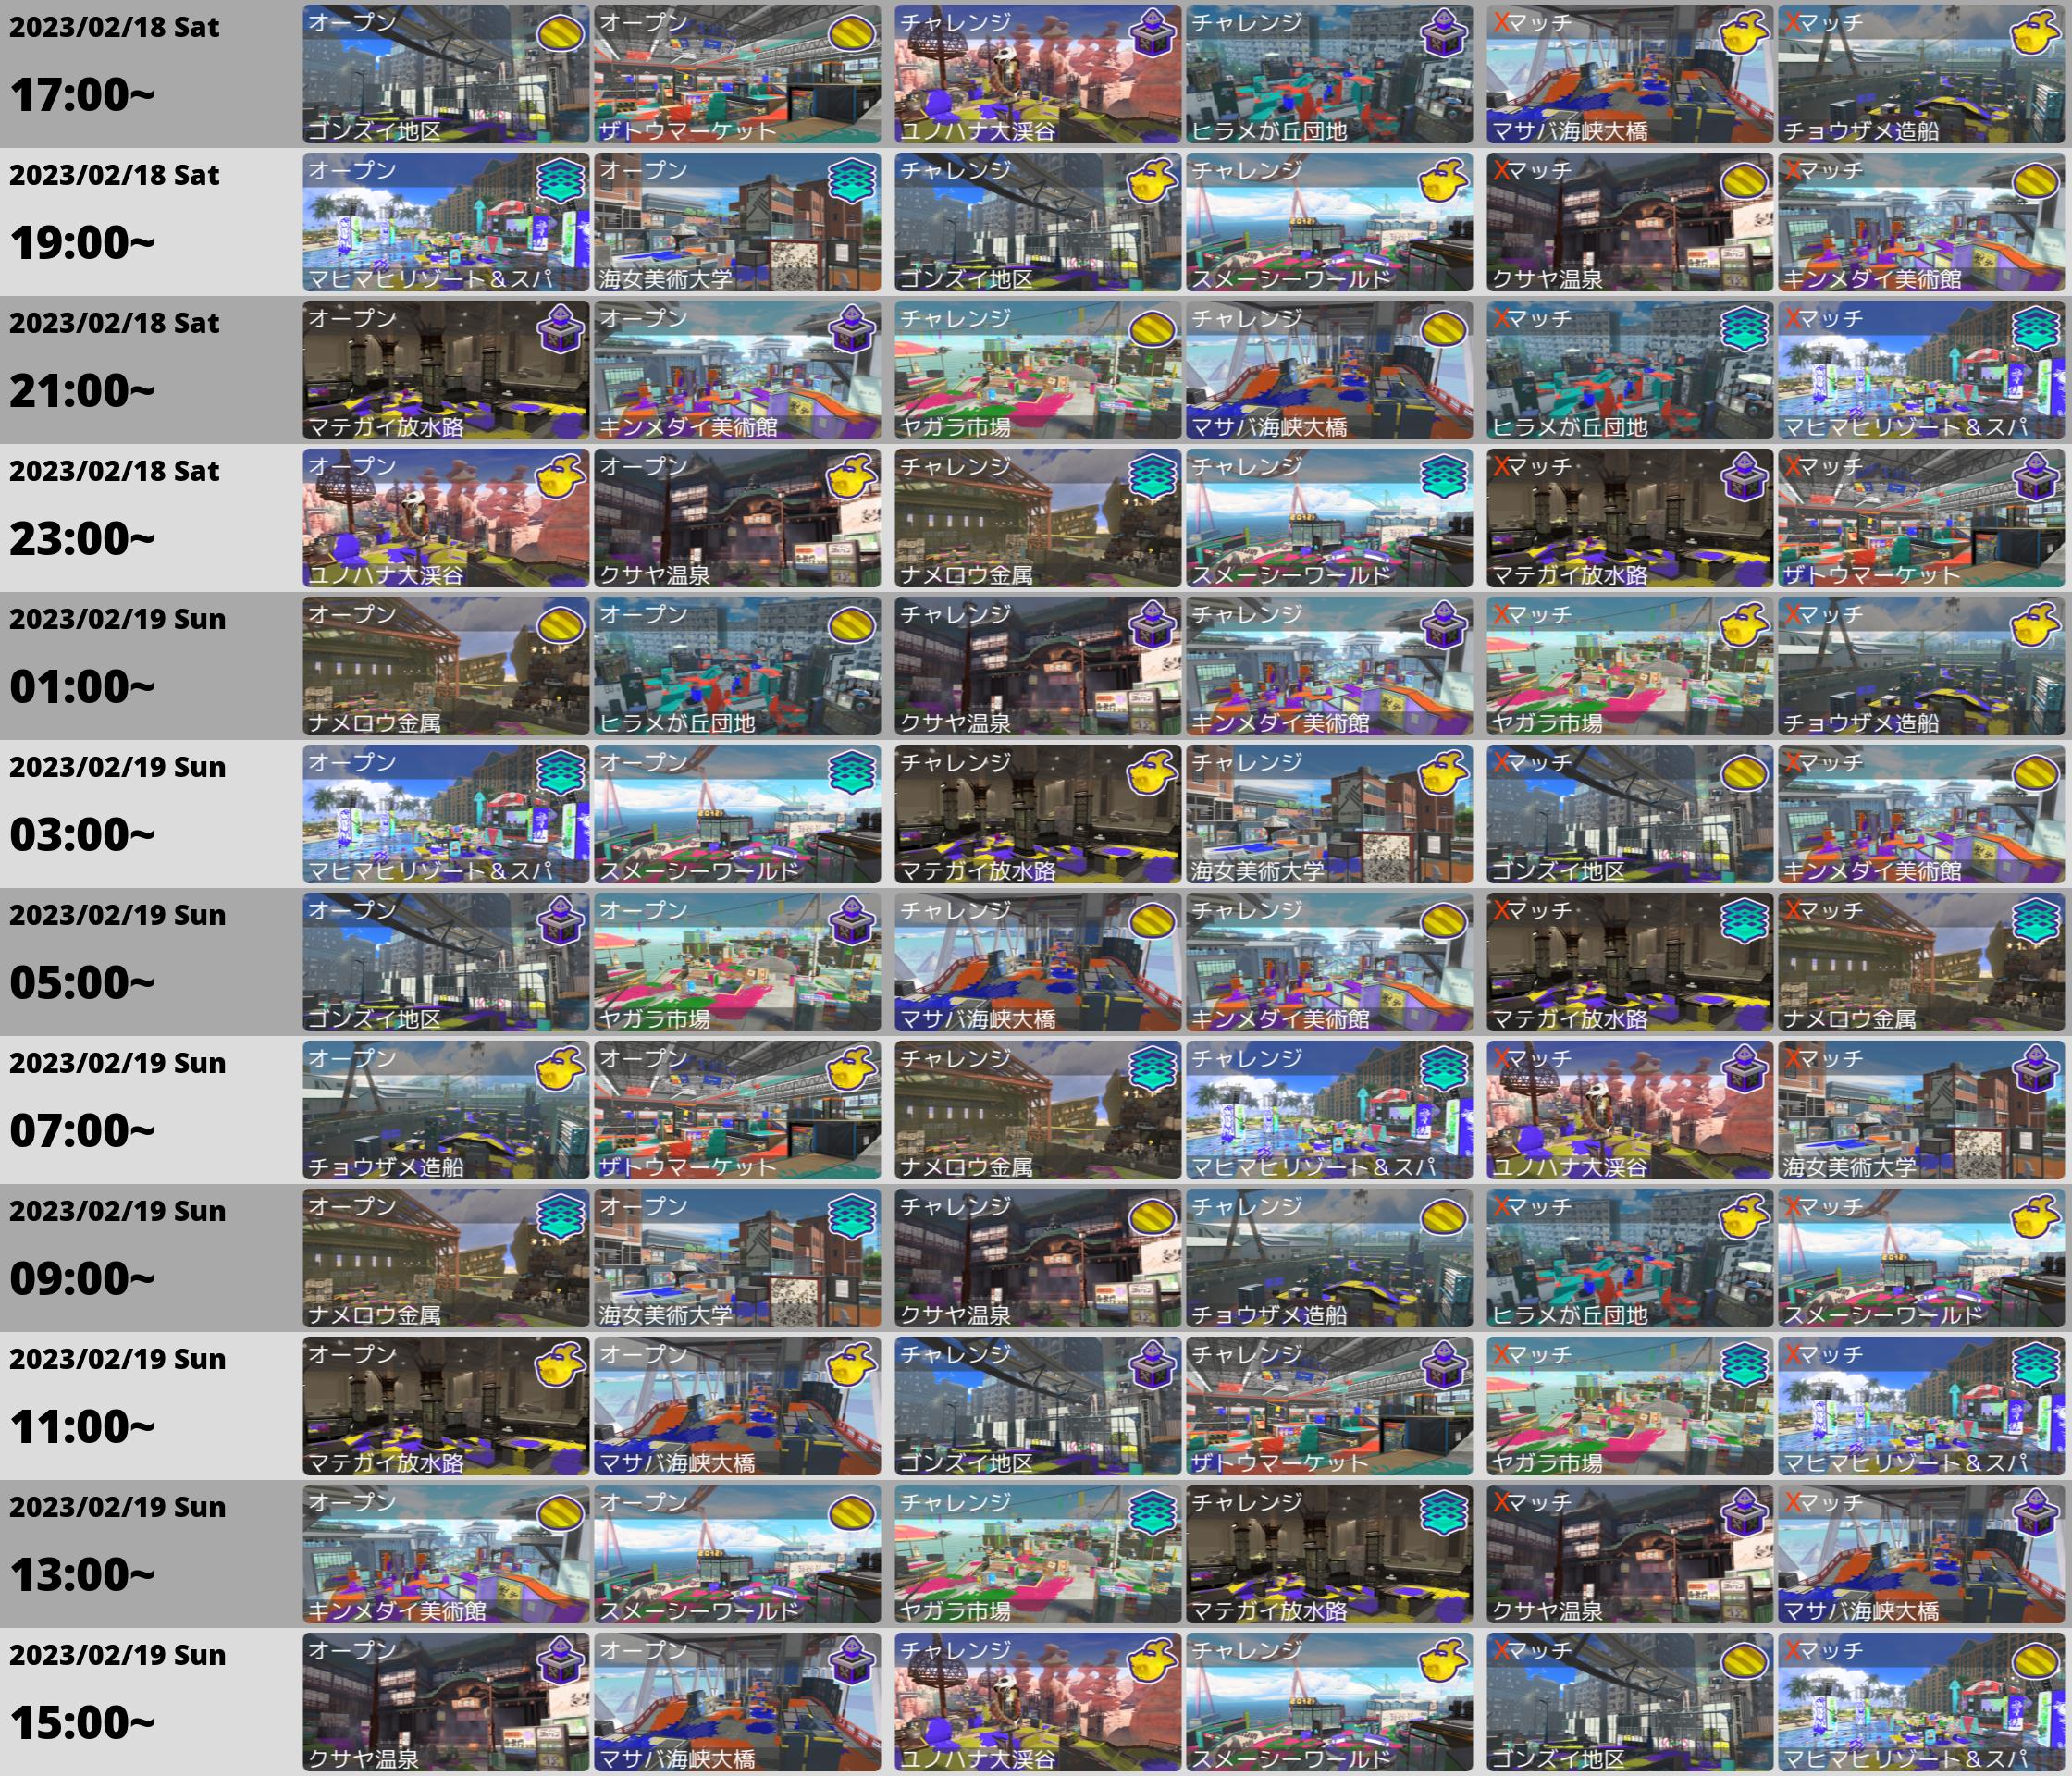 2023/02/18 Sat
17:00~
オープン オープン チャレンジ チャレンジ Xマッチ Xマッチ
ゴンズイ地区 ザトウマーケット ユノハナ大渓谷 ヒラメが丘団地 マサバ海峡大橋 チョウザメ造船
2023/02/18 Sat
19:00~
オープン オープン チャレンジ チャレンジ Xマッチ Xマッチ
マヒマヒリゾート＆スパ 海女美術大学 ゴンズイ地区 スメーシーワールド クサヤ温泉 キンメダイ美術館
2023/02/18 Sat
21:00~
オープン オープン チャレンジ チャレンジ Xマッチ Xマッチ
マテガイ放水路 キンメダイ美術館 ヤガラ市場 マサバ海峡大橋 ヒラメが丘団地 マヒマヒリゾート＆スパ
2023/02/18 Sat
23:00~
オープン オープン チャレンジ チャレンジ Xマッチ Xマッチ
ユノハナ大渓谷 クサヤ温泉 ナメロウ金属 スメーシーワールド マテガイ放水路 ザトウマーケット
2023/02/19 Sun
01:00~
オープン オープン チャレンジ チャレンジ Xマッチ Xマッチ
ナメロウ金属 ヒラメが丘団地 クサヤ温泉 キンメダイ美術館 ヤガラ市場 チョウザメ造船
2023/02/19 Sun
03:00~
オープン オープン チャレンジ チャレンジ Xマッチ Xマッチ
マヒマヒリゾート＆スパ スメーシーワールド マテガイ放水路 海女美術大学 ゴンズイ地区 キンメダイ美術館
2023/02/19 Sun
05:00~
オープン オープン チャレンジ チャレンジ Xマッチ Xマッチ
ゴンズイ地区 ヤガラ市場 マサバ海峡大橋 キンメダイ美術館 マテガイ放水路 ナメロウ金属
2023/02/19 Sun
07:00~
オープン オープン チャレンジ チャレンジ Xマッチ Xマッチ
チョウザメ造船 ザトウマーケット ナメロウ金属 マヒマヒリゾート＆スパ ユノハナ大渓谷 海女美術大学
2023/02/19 Sun
09:00~
オープン オープン チャレンジ チャレンジ Xマッチ Xマッチ
ナメロウ金属 海女美術大学 クサヤ温泉 チョウザメ造船 ヒラメが丘団地 スメーシーワールド
2023/02/19 Sun
11:00~
オープン オープン チャレンジ チャレンジ Xマッチ Xマッチ
マテガイ放水路 マサバ海峡大橋 ゴンズイ地区 ザトウマーケット ヤガラ市場 マヒマヒリゾート＆スパ
2023/02/19 Sun
13:00~
オープン オープン チャレンジ チャレンジ Xマッチ Xマッチ
キンメダイ美術館 スメーシーワールド ヤガラ市場 マテガイ放水路 クサヤ温泉 マサバ海峡大橋
2023/02/19 Sun
15:00~
オープン オープン チャレンジ チャレンジ Xマッチ Xマッチ
クサヤ温泉 マサバ海峡大橋 ユノハナ大渓谷 スメーシーワールド ゴンズイ地区 マヒマヒリゾート＆スパ